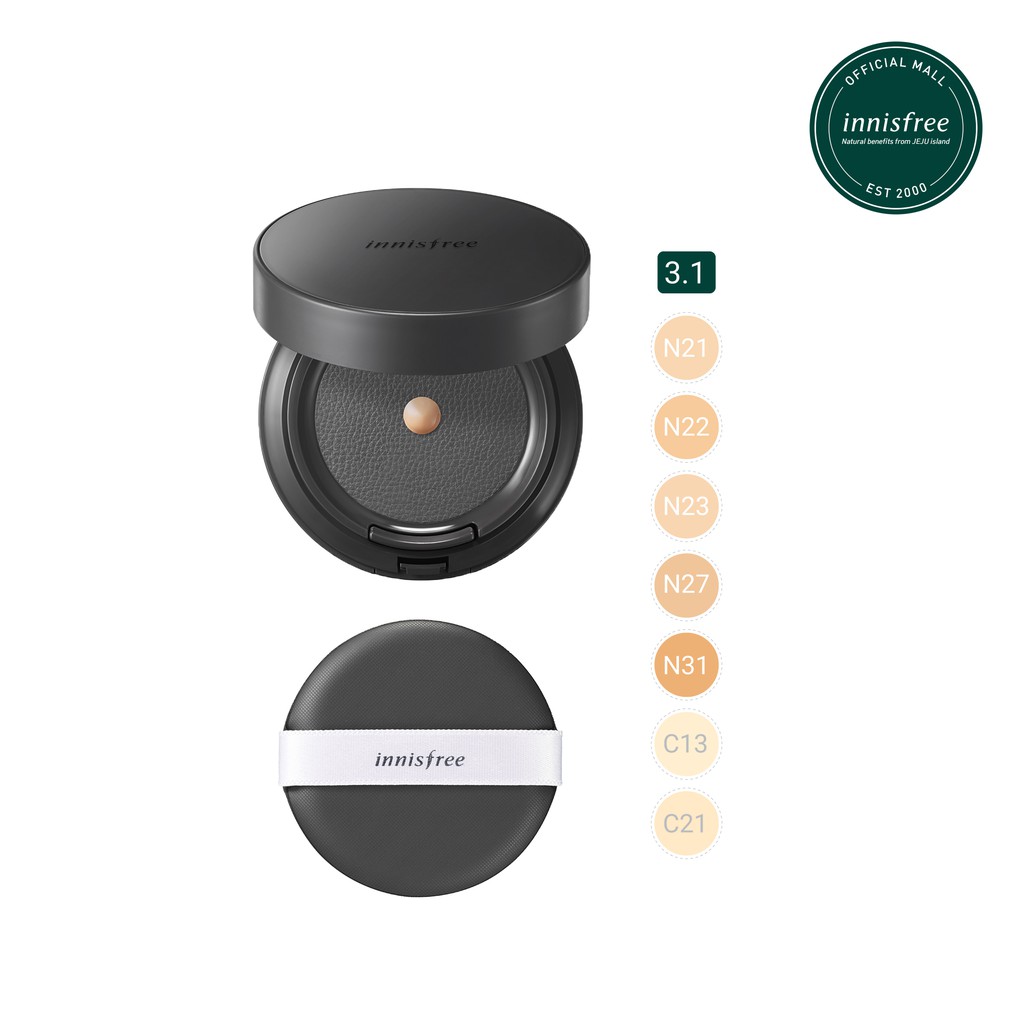 OFFICIAL MALL
innisfree
Natural benefits from JEJU island
EST 2000
innisfree
3.1
N21
N22
N23
N27
N31
C13
C21
innisfree